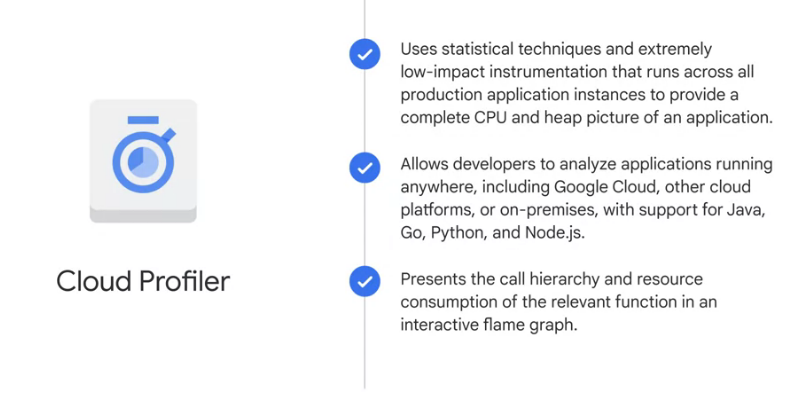 Uses statistical techniques and extremely
low-impact instrumentation that runs across all
production application instances to provide a
complete CPU and heap picture of an application.
Allows developers to analyze applications running
anywhere, including Google Cloud, other cloud
platforms, or on-premises, with support for Java,
Go, Python, and Node.js.
Cloud Profiler
Presents the call hierarchy and resource
consumption of the relevant function in an
interactive flame graph.